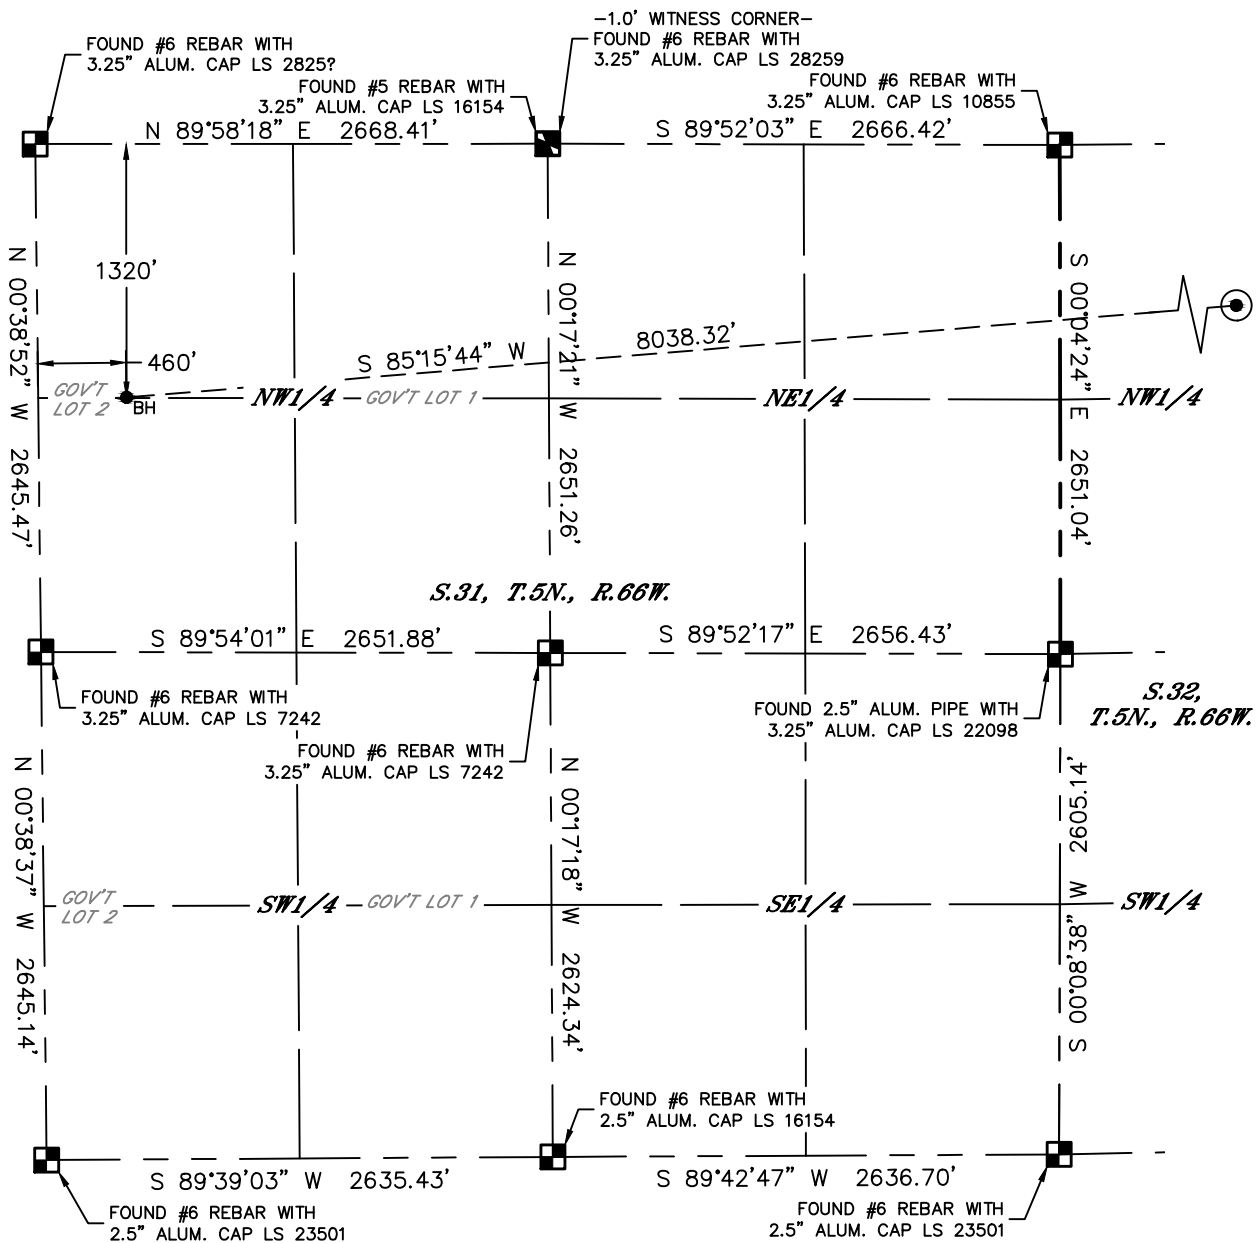 -1.0' WITNESS CORNER-
FOUND #6 REBAR WITH
3.25" ALUM. CAP LS 28259
FOUND #6 REBAR WITH
3.25" ALUM. CAP LS 2825?
FOUND #5 REBAR WITH
3.25" ALUM. CAP LS 16154
FOUND #6 REBAR WITH
3.25" ALUM. CAP LS 10855
N 89°58'18" E 2668.41'
S 89°52'03" E 2666.42'
N 00°38'52" W 2645.47'
1320'
460'
N 00°17'21" W 2651.26'
S 00°04'24" E 2651.04'
S 85°15'44" W 8038.32'
GOV'T
LOT 2
BH
NW1/4
GOV'T LOT 1
NE1/4
NW1/4
S.31, T.5N., R.66W.
S 89°54'01" E 2651.88'
S 89°52'17" E 2656.43'
FOUND #6 REBAR WITH
3.25" ALUM. CAP LS 7242
FOUND #6 REBAR WITH
3.25" ALUM. CAP LS 7242
FOUND 2.5" ALUM. PIPE WITH
3.25" ALUM. CAP LS 22098
S.32,
T.5N., R.66W.
N 00°38'37" W 2645.14'
N 00°17'18" W 2624.34'
S 00°08'38" W 2605.14'
GOV'T
LOT 2
SW1/4
GOV'T LOT 1
SE1/4
SW1/4
FOUND #6 REBAR WITH
2.5" ALUM. CAP LS 16154
S 89°39'03" W 2635.43'
S 89°42'47" W 2636.70'
FOUND #6 REBAR WITH
2.5" ALUM. CAP LS 23501
FOUND #6 REBAR WITH
2.5" ALUM. CAP LS 23501